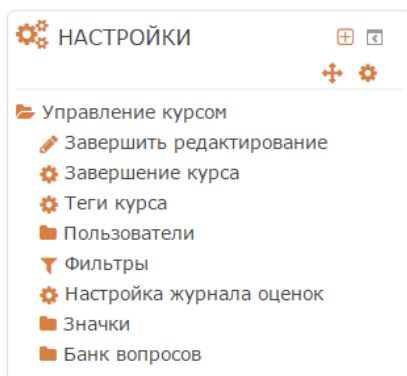 НАСТРОЙКИ
Управление курсом
Завершить редактирование
Завершение курса
Теги курса
Пользователи
Фильтры
Настройка журнала оценок
Значки
Банк вопросов